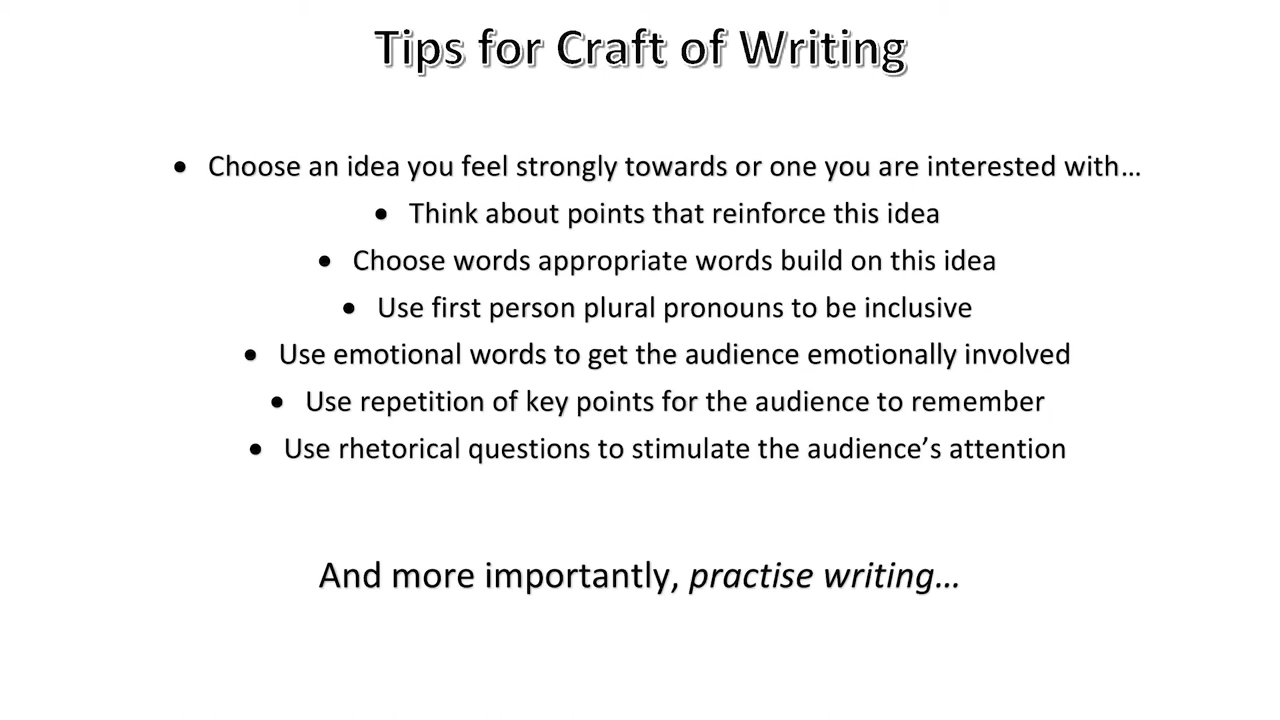 Tips for Craft of Writing
• Choose an idea you feel strongly towards or one you are interested with…
• Think about points that reinforce this idea
• Choose words appropriate words build on this idea
• Use first person plural pronouns to be inclusive
• Use emotional words to get the audience emotionally involved
• Use repetition of key points for the audience to remember
• Use rhetorical questions to stimulate the audience’s attention
And more importantly, practise writing…